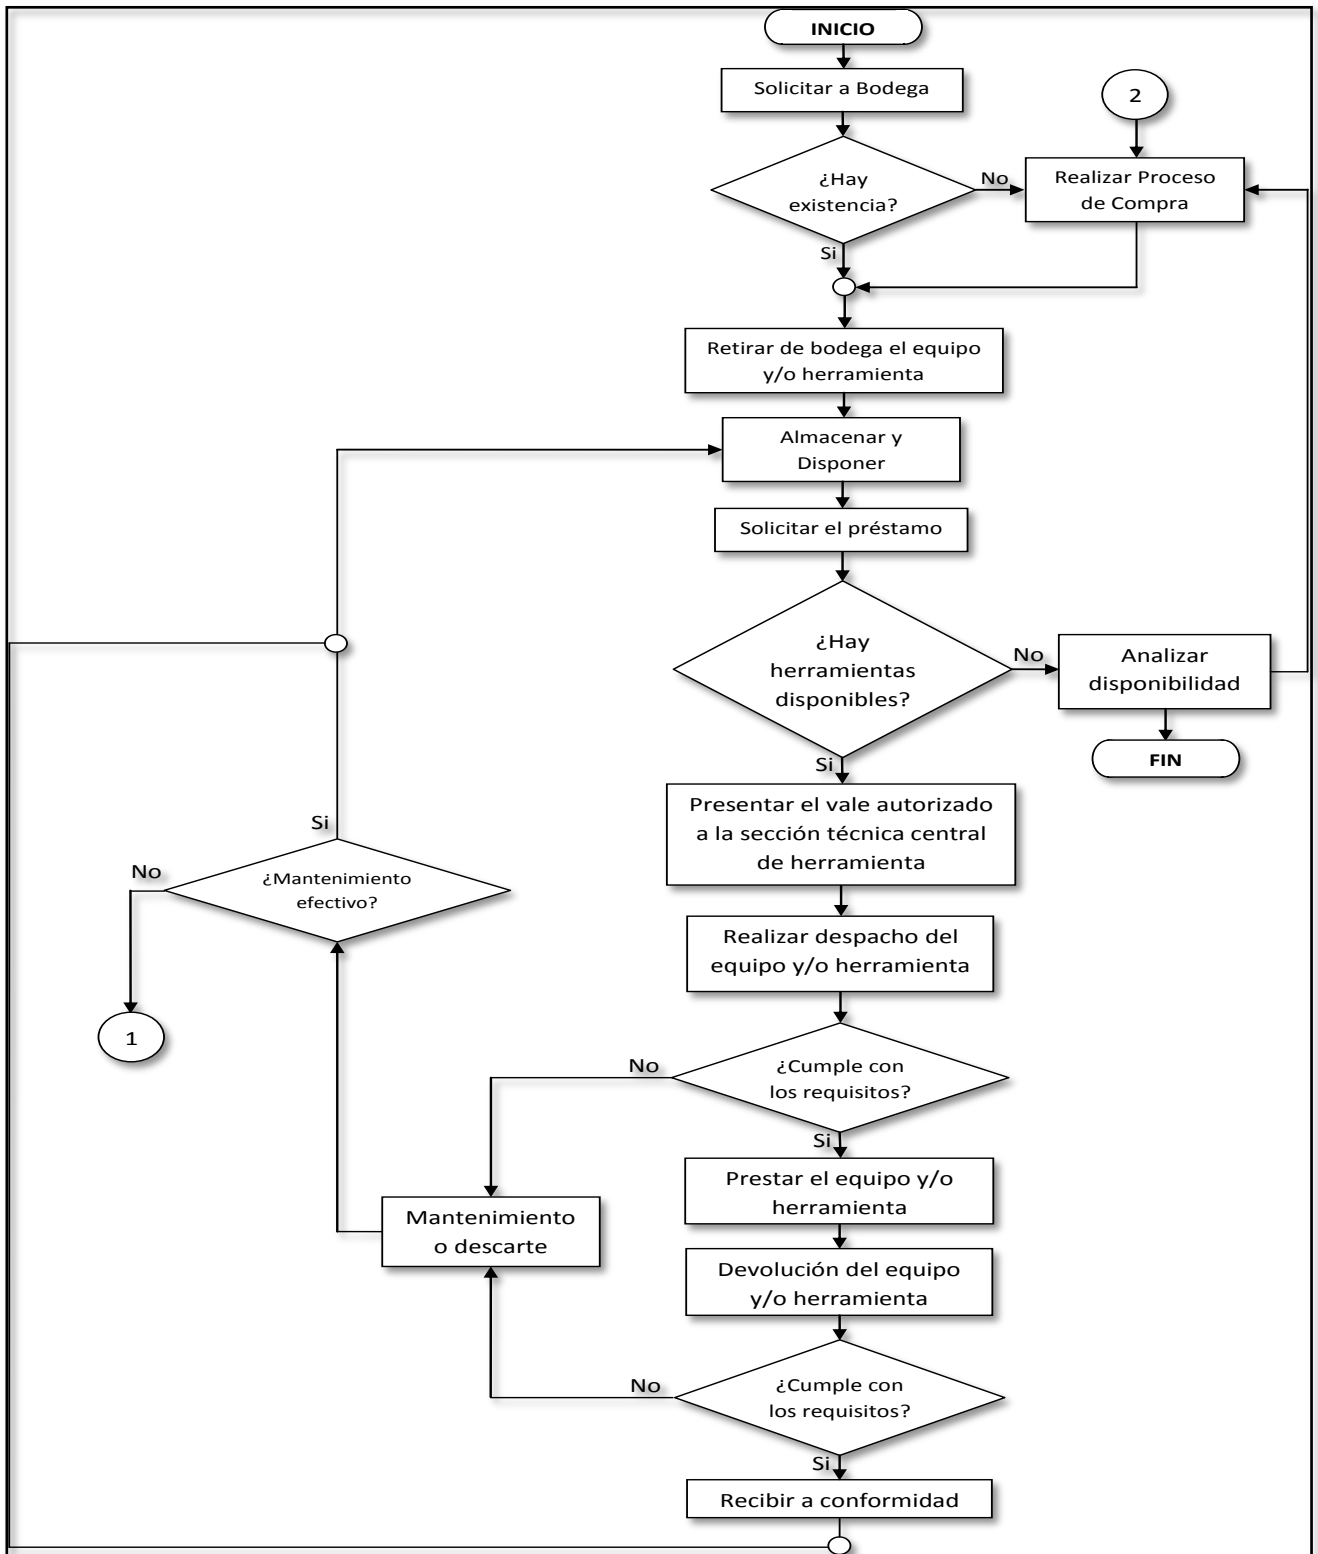 INICIO
Solicitar a Bodega
2
¿Hay
existencia?
No
Realizar Proceso
de Compra
Si
Retirar de bodega el equipo
y/o herramienta
Almacenar y
Disponer
Solicitar el préstamo
¿Hay
herramientas
disponibles?
No
Analizar
disponibilidad
FIN
Si
Presentar el vale autorizado
a la sección técnica central
de herramienta
Si
No
¿Mantenimiento
efectivo?
1
Realizar despacho del
equipo y/o herramienta
¿Cumple con
los requisitos?
No
Si
Prestar el equipo y/o
herramienta
Mantenimiento
o descarte
Devolución del equipo
y/o herramienta
¿Cumple con
los requisitos?
No
Si
Recibir a conformidad